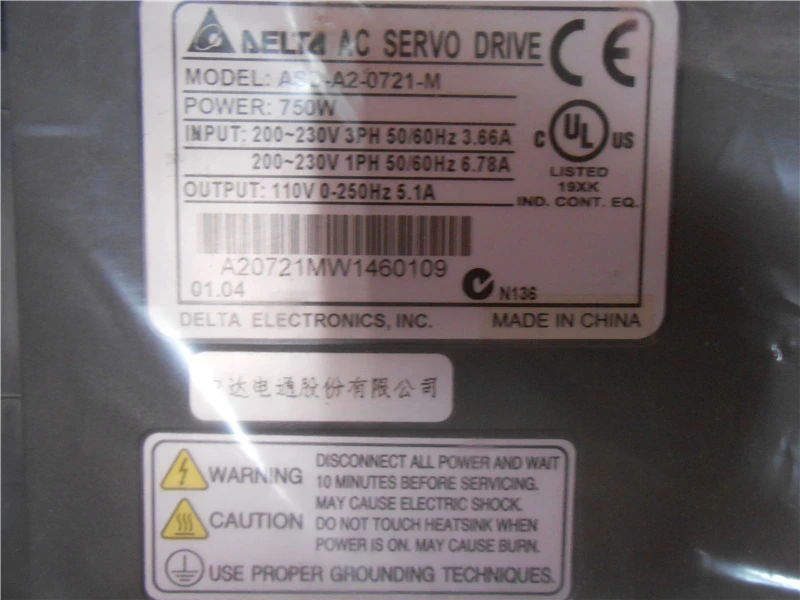 DELTA AC SERVO DRIVE
MODEL: ASD-A2-0721-M
POWER: 750W
INPUT: 200~230V 3PH 50/60Hz 3.66A
200~230V 1PH 50/60Hz 6.78A
OUTPUT: 110V 0-250Hz 5.1A
CE
C UL US
LISTED
19XK
IND. CONT. EQ.
A20721MW1460109
01.04
N136
DELTA ELECTRONICS, INC. MADE IN CHINA
达电通股份有限公司
WARNING
DISCONNECT ALL POWER AND WAIT
10 MINUTES BEFORE SERVICING.
MAY CAUSE ELECTRIC SHOCK.
CAUTION
DO NOT TOUCH HEATSINK WHEN
POWER IS ON. MAY CAUSE BURN.
USE PROPER GROUNDING TECHNIQUES.